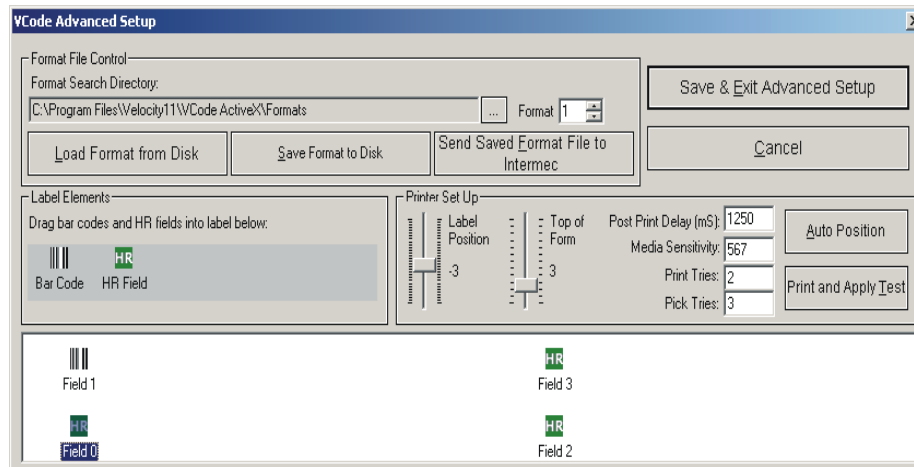 VCode Advanced Setup
Format File Control
Format Search Directory:
C:\Program Files\Velocity11\VCode ActiveX\Formats
...
Format 1
Load Format from Disk
Save Format to Disk
Send Saved Format File to
Intermec
Save & Exit Advanced Setup
Cancel
Label Elements
Drag bar codes and HR fields into label below:
HR
Bar Code HR Field
Printer Set Up
Label
Position
-3
Top of
Form
3
Post Print Delay (mS): 1250
Media Sensitivity: 567
Print Tries: 2
Pick Tries: 3
Auto Position
Print and Apply Test
HR
Field 1 Field 3
HR HR
Field 0 Field 2